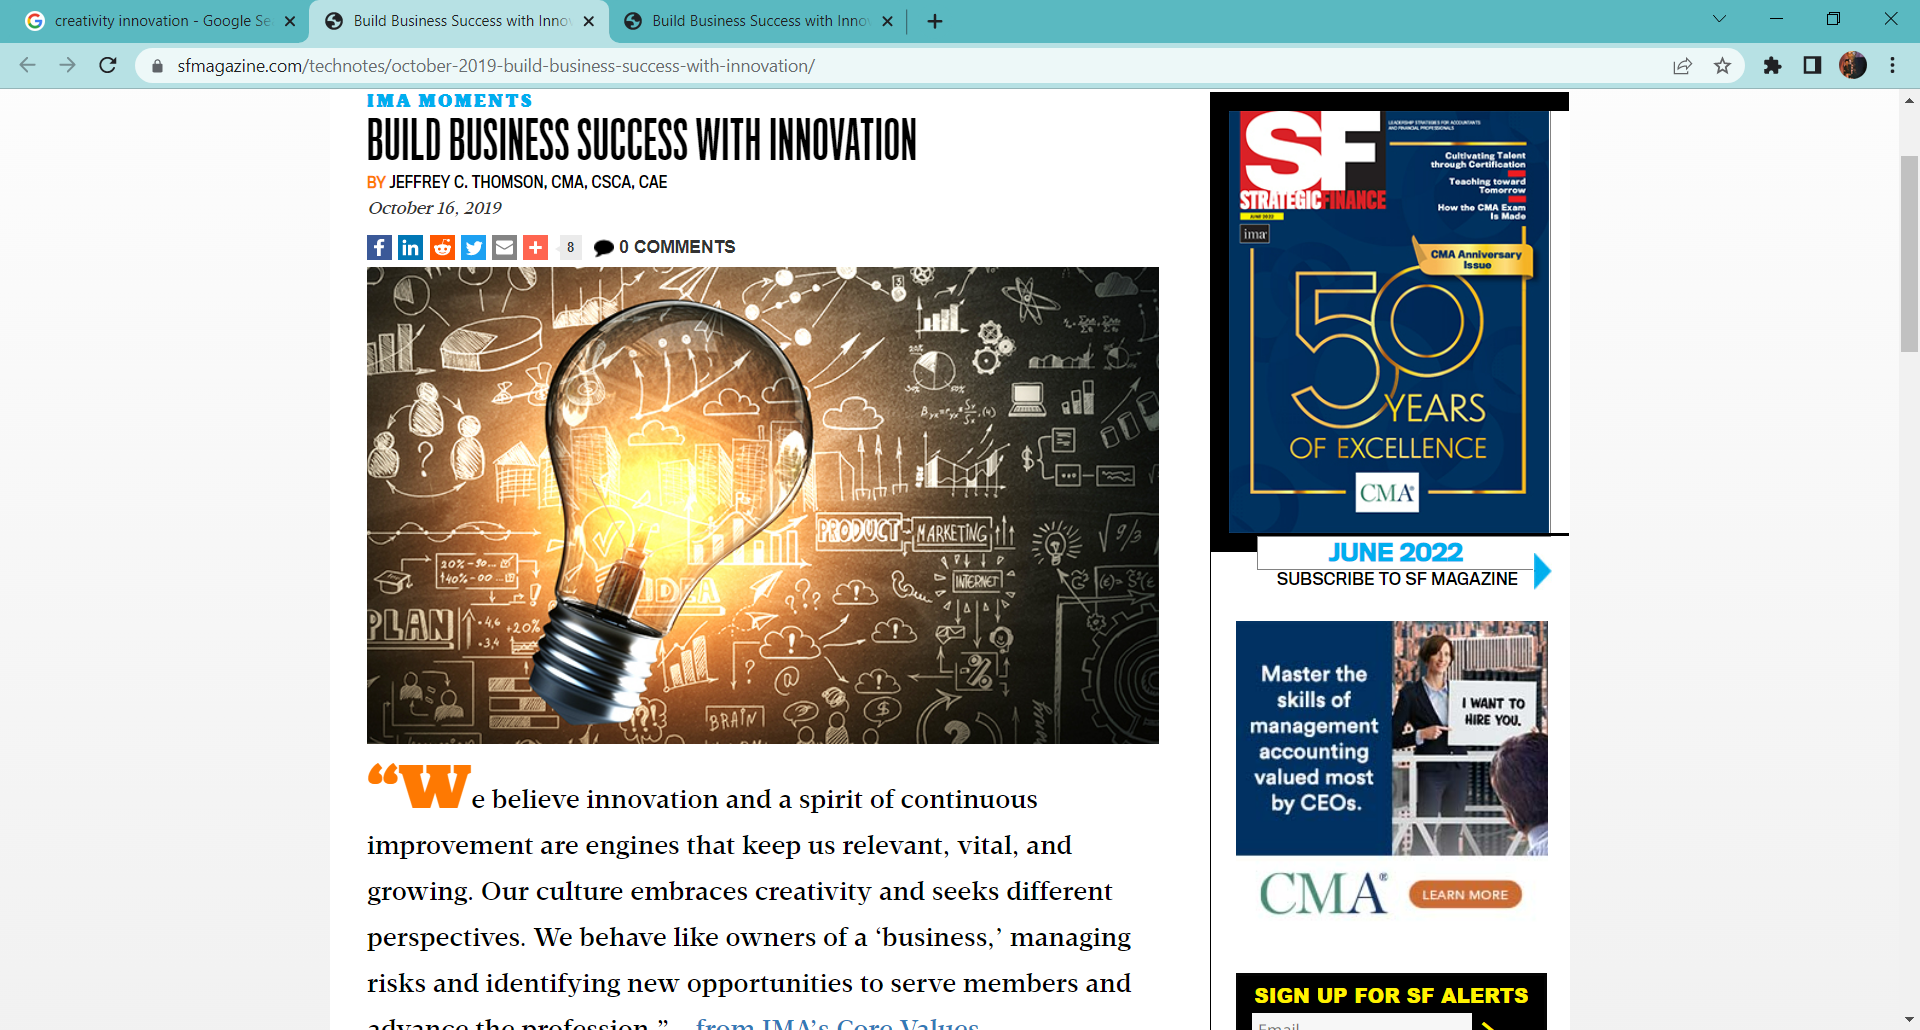 creativity innovation - Google Se
Build Business Success with Inno
Build Business Success with Inno
sfmagazine.com/technotes/october-2019-build-business-success-with-innovation/
IMA MOMENTS
BUILD BUSINESS SUCCESS WITH INNOVATION
BY JEFFREY C. THOMSON, CMA, CSCA, CAE
October 16, 2019
8
0 COMMENTS
PRODUCT
MARKETING
INTERNET
IDEA
PLAN
+20%
BRAIN
“We believe innovation and a spirit of continuous
improvement are engines that keep us relevant, vital, and
growing. Our culture embraces creativity and seeks different
perspectives. We behave like owners of a ‘business,’ managing
risks and identifying new opportunities to serve members and
advance the profession.” from IMA’s Core Values
SF
STRATEGIC FINANCE
JUNE 2022
LEADERSHIP STRATEGIES FOR ACCOUNTANTS
AND FINANCIAL PROFESSIONALS
Cultivating Talent
through Certification
Teaching toward
Tomorrow
How the CMA Exam
Is Made
ima
CMA Anniversary
Issue
50
YEARS
OF EXCELLENCE
CMA
JUNE 2022
SUBSCRIBE TO SF MAGAZINE
Master the
skills of
management
accounting
valued most
by CEOs.
I WANT TO
HIRE YOU.
CMA®
LEARN MORE
SIGN UP FOR SF ALERTS
Email